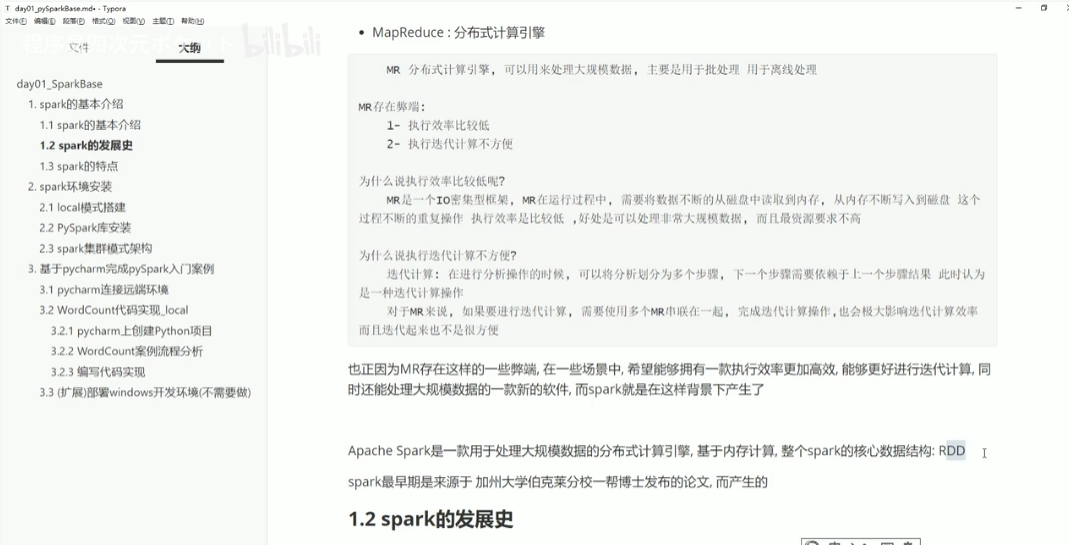 day01_pySparkBase.md• - Typora
文件(F) 编辑(E) 段落(P) 格式(O) 视图(V) 主题(T) 帮助(H)
程序员四次元ポケット bilibili
文件 大纲
day01_SparkBase
1. spark的基本介绍
1.1 spark的基本介绍
1.2 spark的发展史
1.3 spark的特点
2. spark环境安装
2.1 local模式搭建
2.2 PySpark库安装
2.3 spark集群模式架构
3. 基于pycharm完成pySpark入门案例
3.1 pycharm连接远端环境
3.2 WordCount代码实现_local
3.2.1 pycharm上创建Python项目
3.2.2 WordCount案例流程分析
3.2.3 编写代码实现
3.3 (扩展)部署windows开发环境(不需要做)
• MapReduce : 分布式计算引擎
MR 分布式计算引擎, 可以用来处理大规模数据, 主要是用于批处理 用于离线处理
MR存在弊端:
1- 执行效率比较低
2- 执行迭代计算不方便
为什么说执行效率比较低呢?
MR是一个IO密集型框架, MR在运行过程中, 需要将数据不断的从磁盘中读取到内存, 从内存不断写入到磁盘 这个
过程不断的重复操作 执行效率是比较低 ,好处是可以处理非常大规模数据, 而且最资源要求不高
为什么说执行迭代计算不方便?
迭代计算: 在进行分析操作的时候, 可以将分析划分为多个步骤, 下一个步骤需要依赖于上一个步骤结果 此时认为
是一种迭代计算操作
对于MR来说, 如果要进行迭代计算, 需要使用多个MR串联在一起, 完成迭代计算操作,也会极大影响迭代计算效率
而且迭代起来也不是很方便
也正因为MR存在这样的一些弊端, 在一些场景中, 希望能够拥有一款执行效率更加高效, 能够更好进行迭代计算, 同
时还能处理大规模数据的一款新的软件, 而spark就是在这样背景下产生了
Apache Spark是一款用于处理大规模数据的分布式计算引擎, 基于内存计算, 整个spark的核心数据结构: RDD
spark最早期是来源于 加州大学伯克莱分校一帮博士发布的论文, 而产生的
1.2 spark的发展史